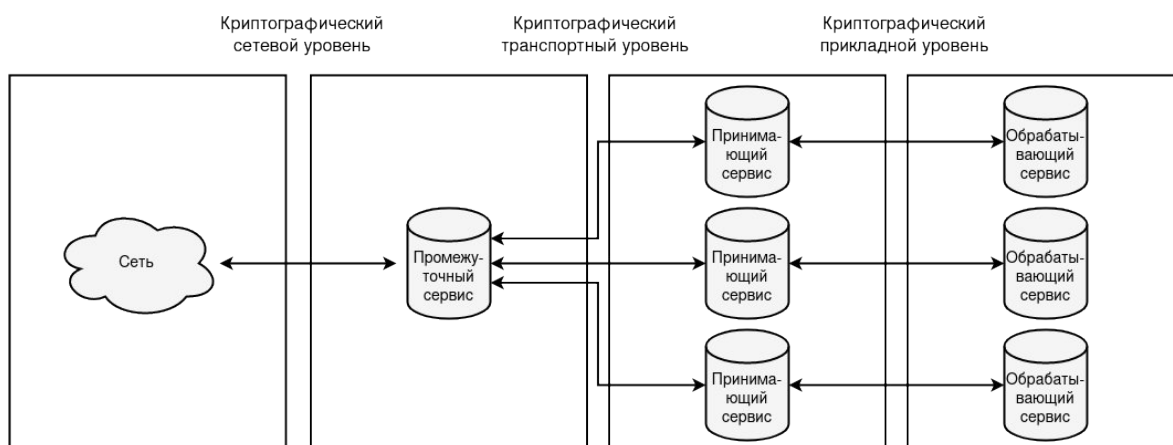 Криптографический
сетевой уровень
Криптографический
транспортный уровень
Криптографический
прикладной уровень
Сеть
Промежу-
точный
сервис
Принима-
ющий
сервис
Обрабаты-
вающий
сервис
Принима-
ющий
сервис
Обрабаты-
вающий
сервис
Принима-
ющий
сервис
Обрабаты-
вающий
сервис